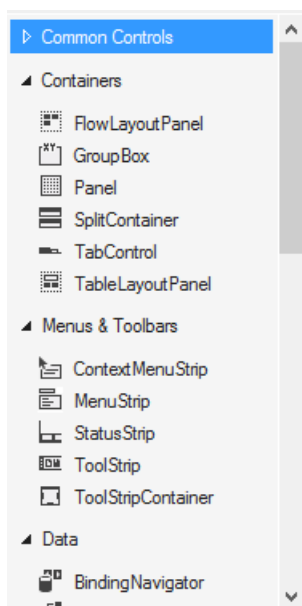 Common Controls
Containers
FlowLayoutPanel
GroupBox
Panel
SplitContainer
TabControl
TableLayoutPanel
Menus & Toolbars
ContextMenuStrip
MenuStrip
StatusStrip
ToolStrip
ToolStripContainer
Data
BindingNavigator